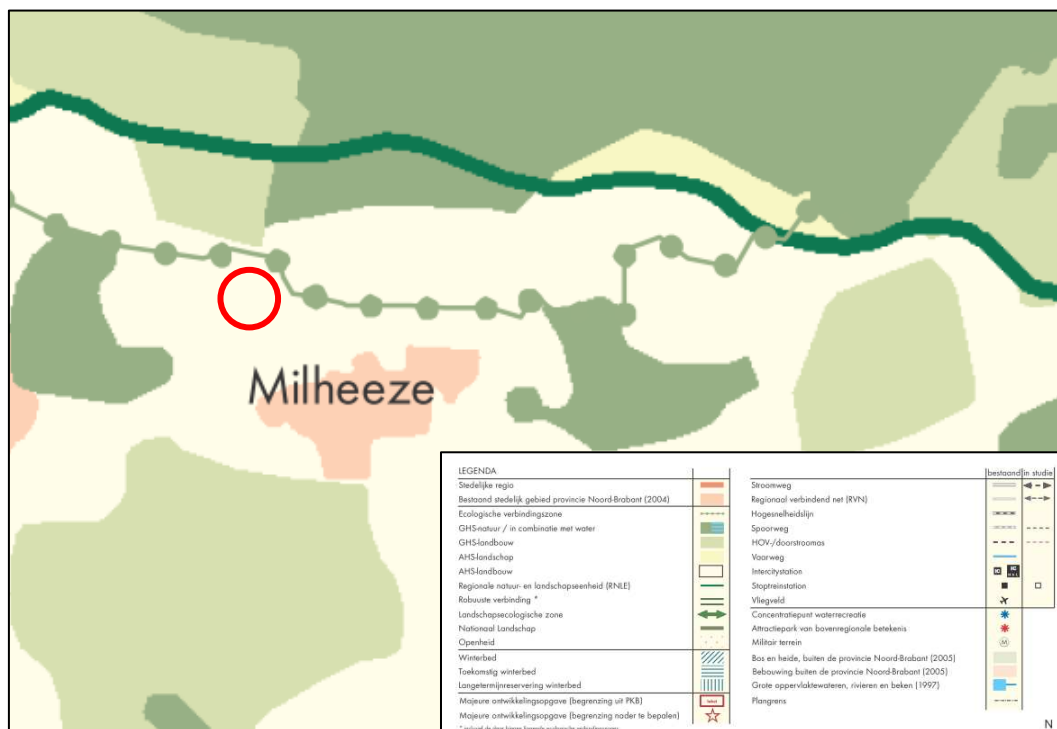 Milheeze
LEGENDA
Stedelijke regio
Bestaand stedelijk gebied provincie Noord-Brabant (2004)
Ecologische verbindingszone
GHS-natuur / in combinatie met water
GHS-landbouw
AHS-landschap
AHS-landbouw
Regionale natuur- en landschapseenheid (RNLE)
Robuuste verbinding *
Landschapsecologische zone
Nationaal Landschap
Openheid
Winterbed
Toekomstig winterbed
Langetermijnreservering winterbed
Majeure ontwikkelingsopgave (begrenzing uit PKB)
Majeure ontwikkelingsopgave (begrenzing nader te bepalen)
bestaand in studie
Stroomweg
Regionaal verbindend net (RVN)
Hogesnelheidslijn
Spoorweg
HOV-/doorstroomas
Vaarweg
Intercitystation
Stoptreinstation
Vliegveld
Concentratiepunt waterrecreatie
Attractiepark van bovenregionale betekenis
Militair terrein M
Bos en heide, buiten de provincie Noord-Brabant (2005)
Bebouwing buiten de provincie Noord-Brabant (2005)
Grote oppervlaktewateren, rivieren en beken (1997)
Plangrens
N